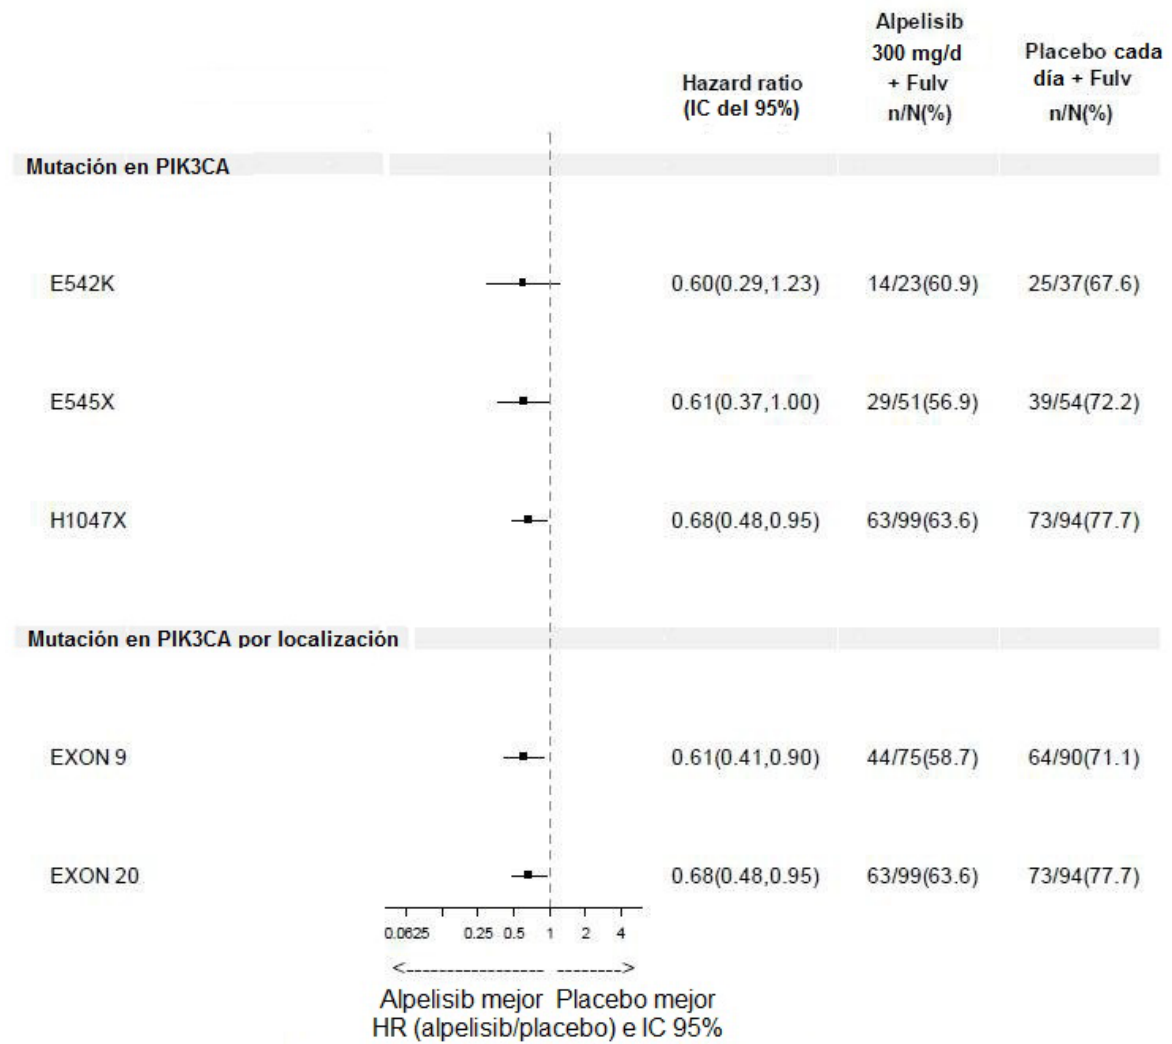 Alpelisib
300 mg/d
+ Fulv
n/N(%)
Placebo cada
día + Fulv
n/N(%)
Hazard ratio
(IC del 95%)
Mutación en PIK3CA
E542K 0.60(0.29,1.23) 14/23(60.9) 25/37(67.6)
E545X 0.61(0.37,1.00) 29/51(56.9) 39/54(72.2)
H1047X 0.68(0.48,0.95) 63/99(63.6) 73/94(77.7)
Mutación en PIK3CA por localización
EXON 9 0.61(0.41,0.90) 44/75(58.7) 64/90(71.1)
EXON 20 0.68(0.48,0.95) 63/99(63.6) 73/94(77.7)
0.0625 0.25 0.5 1 2 4
<----------------- -------->
Alpelisib mejor Placebo mejor
HR (alpelisib/placebo) e IC 95%